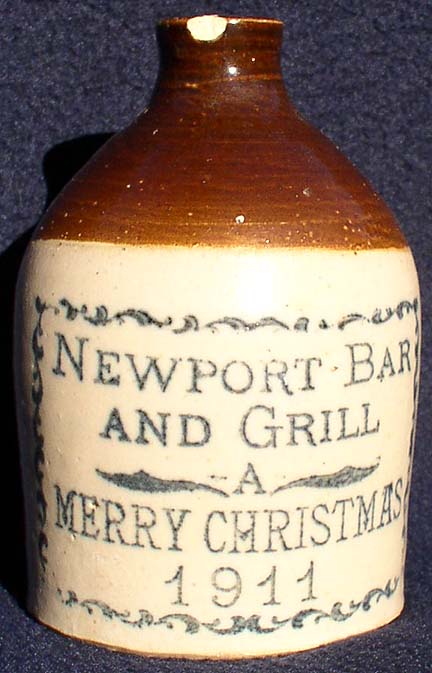 NEWPORT BAR
AND GRILL
A
MERRY CHRISTMAS
1911